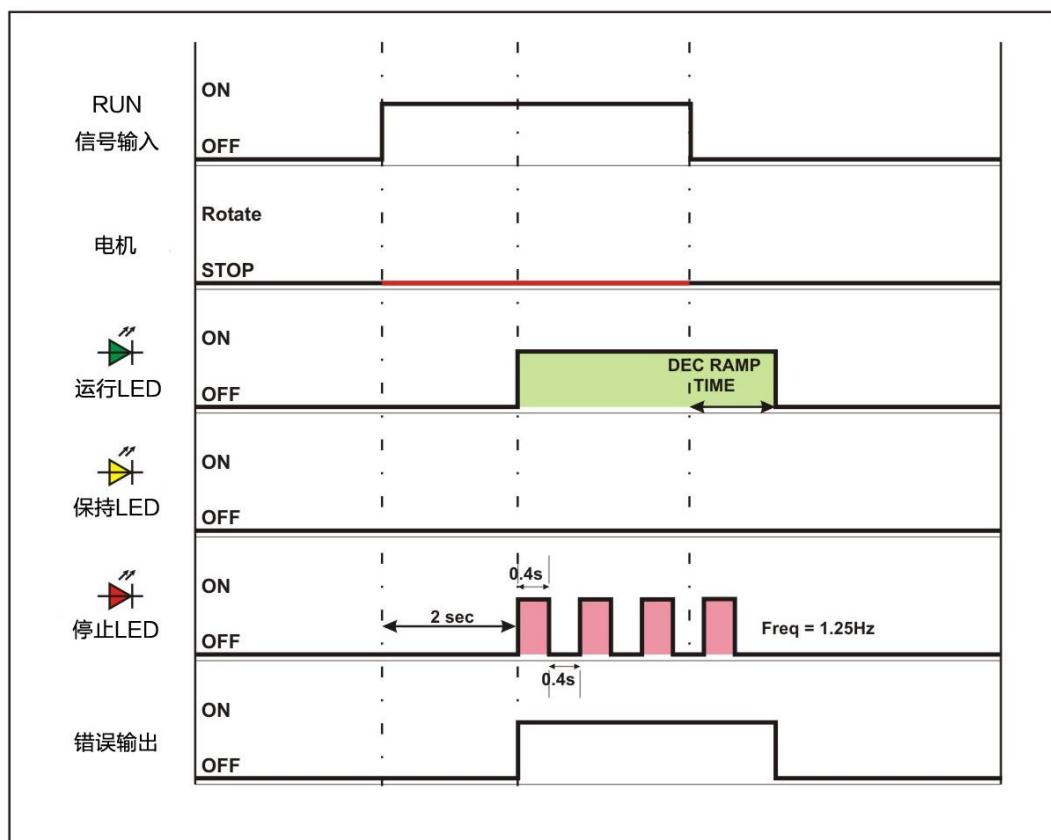 ON
RUN
信号输入
OFF
Rotate
电机
STOP
ON
运行LED
OFF
DEC RAMP
TIME
ON
保持LED
OFF
ON
停止LED
OFF
2 sec
0.4s
0.4s
Freq = 1.25Hz
ON
错误输出
OFF